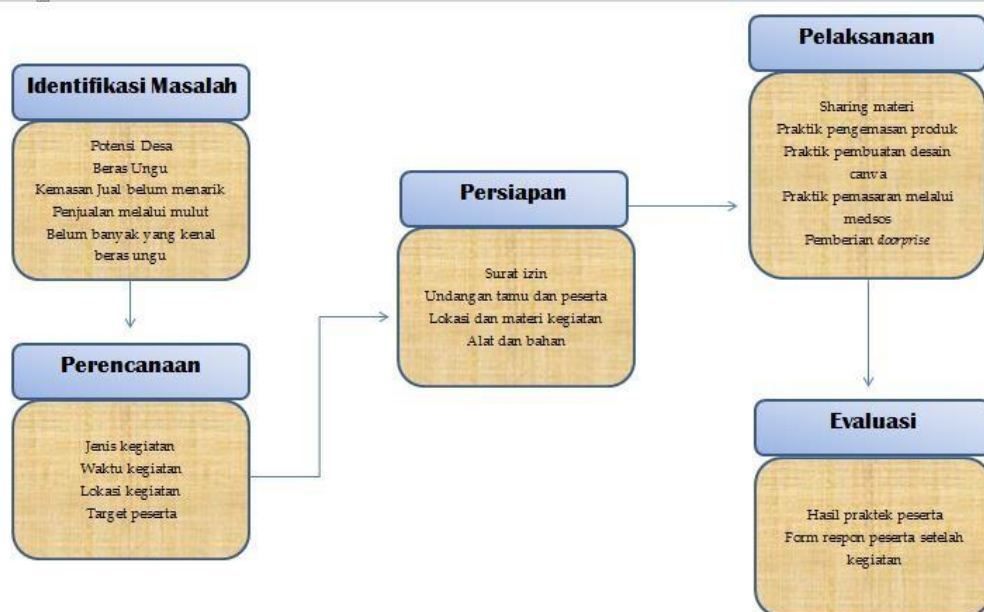 Identifikasi Masalah
Potensi Desa
Beras Ungu
Kemasan Jual belum menarik
Penjualan melalui mulut
Belum banyak yang kenal
beras ungu
Perencanaan
Jenis kegiatan
Waktu kegiatan
Lokasi kegiatan
Target peserta
Persiapan
Surat izin
Undangan tamu dan peserta
Lokasi dan materi kegiatan
Alat dan bahan
Pelaksanaan
Sharing materi
Praktik pengemasan produk
Praktik pembuatan desain
canva
Praktik pemasaran melalui
medsos
Pemberian doorprise
Evaluasi
Hasil praktek peserta
Form respon peserta setelah
kegiatan